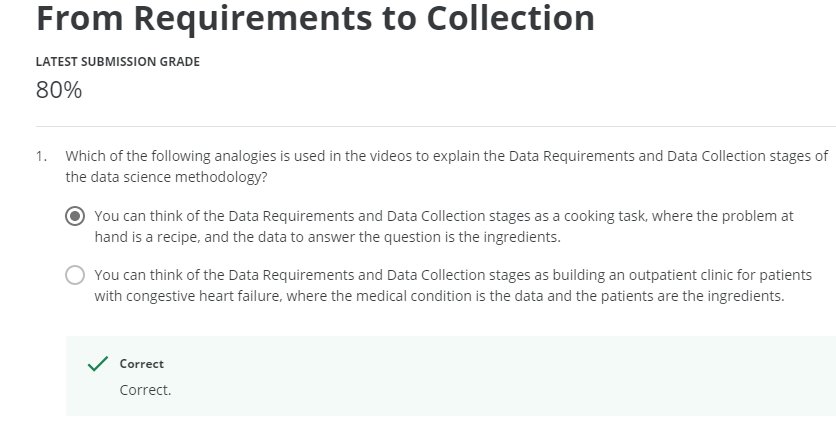 From Requirements to Collection
LATEST SUBMISSION GRADE
80%
1. Which of the following analogies is used in the videos to explain the Data Requirements and Data Collection stages of
the data science methodology?
You can think of the Data Requirements and Data Collection stages as a cooking task, where the problem at
hand is a recipe, and the data to answer the question is the ingredients.
You can think of the Data Requirements and Data Collection stages as building an outpatient clinic for patients
with congestive heart failure, where the medical condition is the data and the patients are the ingredients.
Correct
Correct.